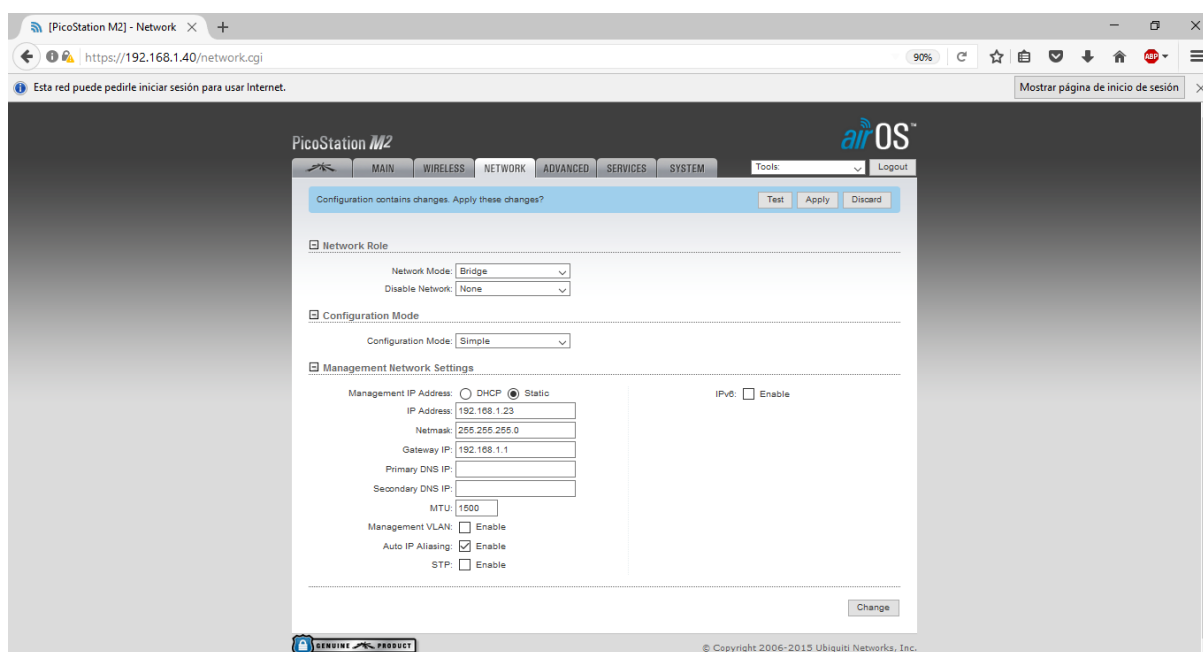 [PicoStation M2] - Network
https://192.168.1.40/network.cgi 90% ABP
Esta red puede pedirle iniciar sesión para usar Internet. Mostrar página de inicio de sesión
PicoStation M2 airOS™
MAIN WIRELESS NETWORK ADVANCED SERVICES SYSTEM Tools: Logout
Configuration contains changes. Apply these changes? Test Apply Discard
Network Role
Network Mode: Bridge
Disable Network: None
Configuration Mode
Configuration Mode: Simple
Management Network Settings
Management IP Address: DHCP Static IPv6: Enable
IP Address: 192.168.1.23
Netmask: 255.255.255.0
Gateway IP: 192.168.1.1
Primary DNS IP:
Secondary DNS IP:
MTU: 1500
Management VLAN: Enable
Auto IP Aliasing: Enable
STP: Enable
Change
GENUINE PRODUCT © Copyright 2006-2015 Ubiquiti Networks, Inc.